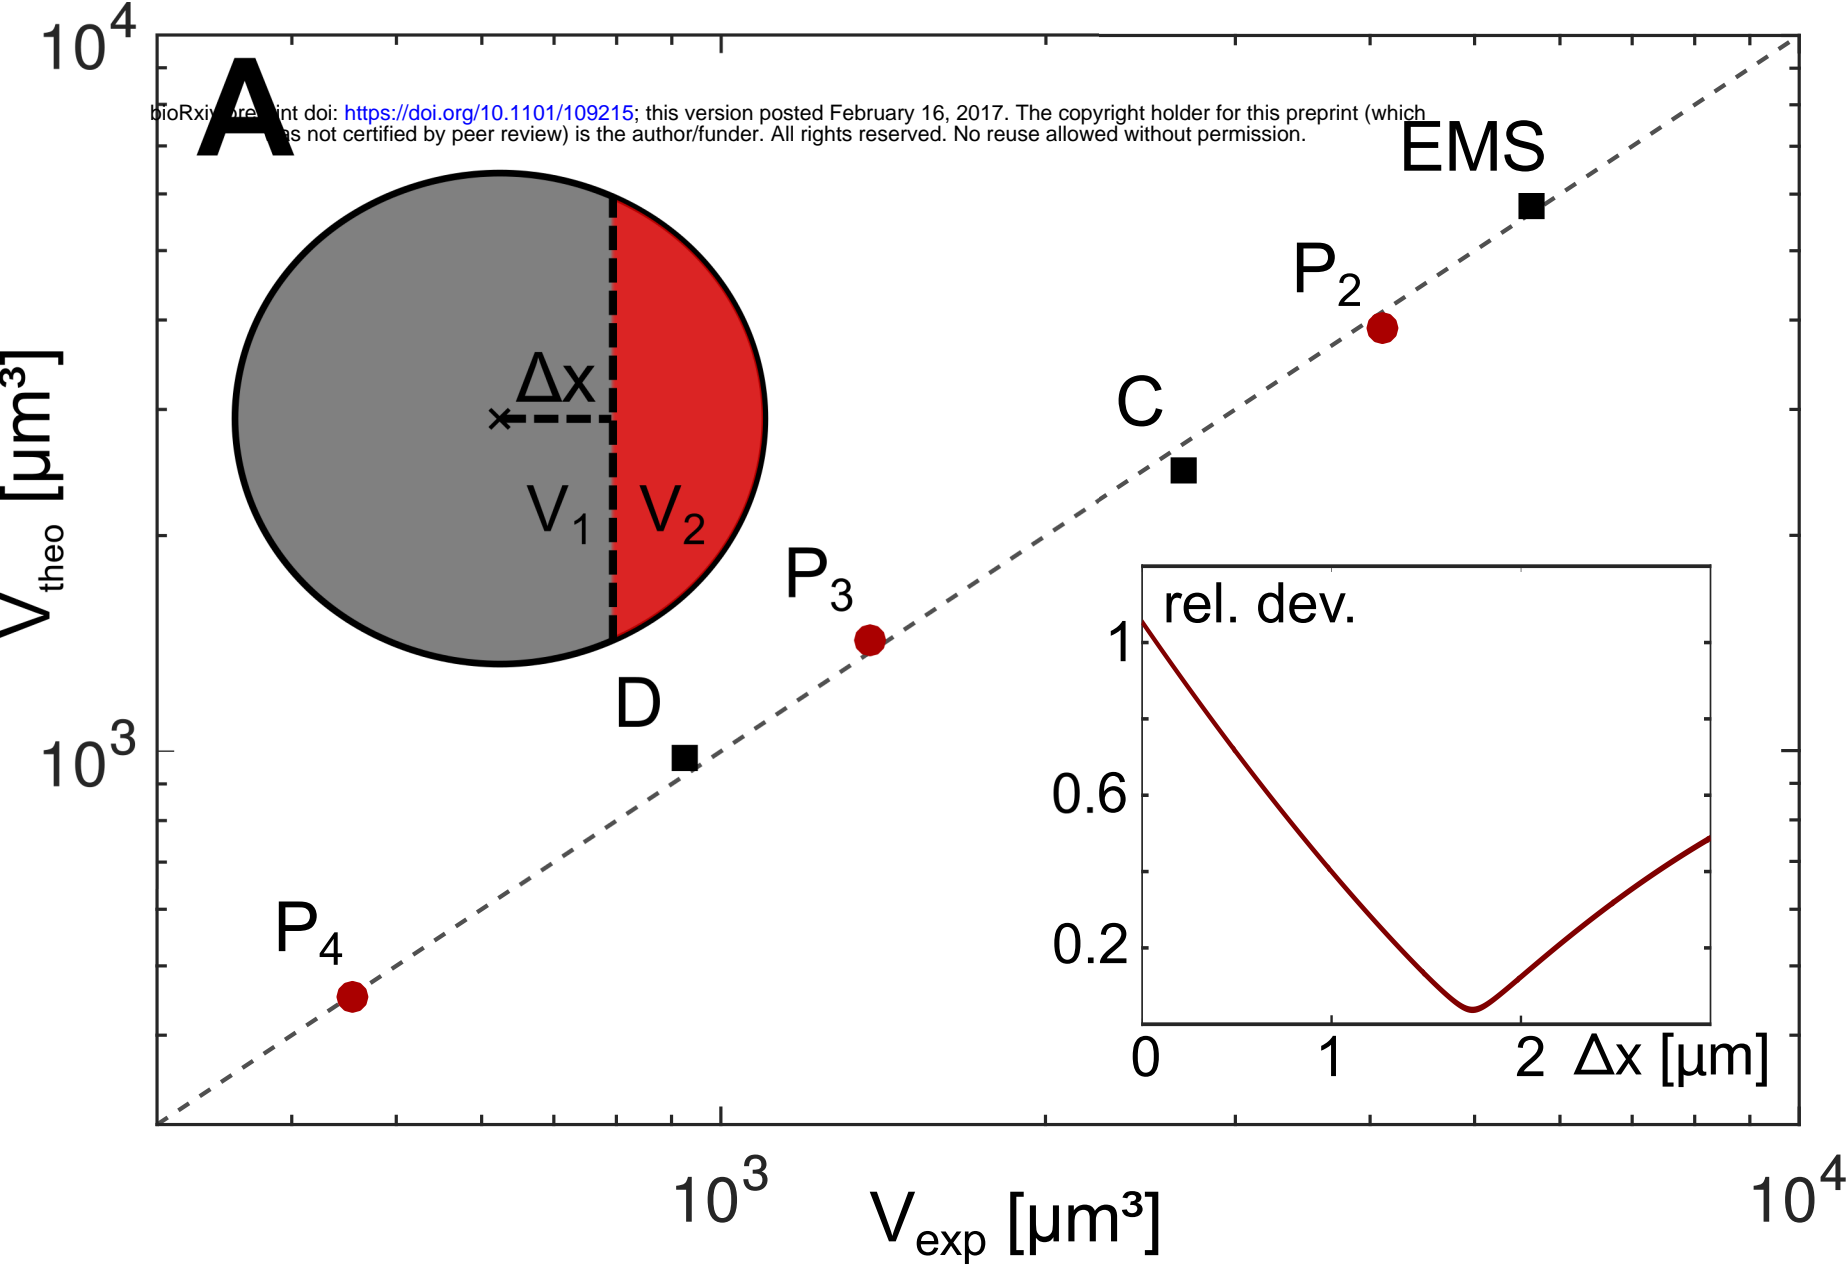 10⁴
A
bioRxiv preprint doi: https://doi.org/10.1101/109215; this version posted February 16, 2017. The copyright holder for this preprint (which
as not certified by peer review) is the author/funder. All rights reserved. No reuse allowed without permission.
EMS
P₂
Δx
C
V₁ V₂
P₃
V_theo [µm³]
rel. dev.
1
D
10³
0.6
P₄
0.2
0 1 2 Δx [µm]
10³ 10⁴
V_exp [µm³]